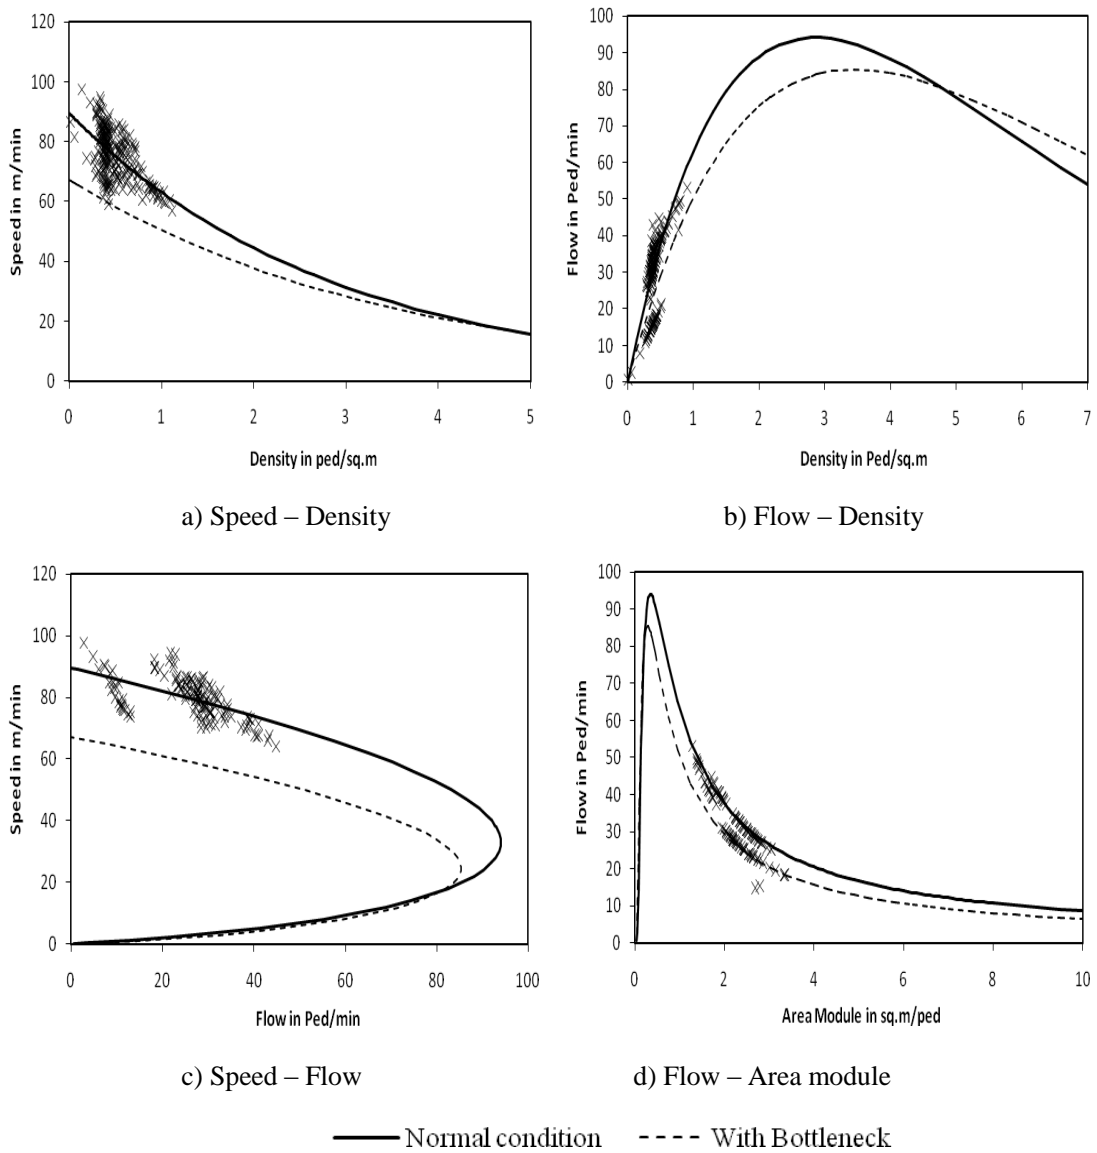 120
100
80
60
40
20
0
Speed in m/min
0 1 2 3 4 5
Density in ped/sq.m
a) Speed – Density
100
90
80
70
60
50
40
30
20
10
0
Flow in Ped/min
0 1 2 3 4 5 6 7
Density in Ped/sq.m
b) Flow – Density
120
100
80
60
40
20
0
Speed in m/min
0 20 40 60 80 100
Flow in Ped/min
c) Speed – Flow
100
90
80
70
60
50
40
30
20
10
0
Flow in Ped/min
0 2 4 6 8 10
Area Module in sq.m/ped
d) Flow – Area module
Normal condition With Bottleneck